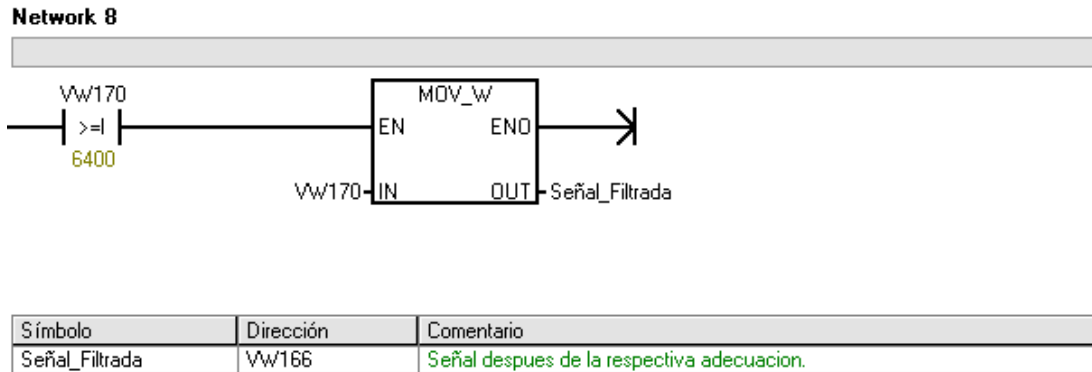 Network 8
VW170
>=I
6400
MOV_W
EN ENO
VW170 IN OUT Señal_Filtrada
Símbolo Dirección Comentario
Señal_Filtrada VW166 Señal despues de la respectiva adecuacion.